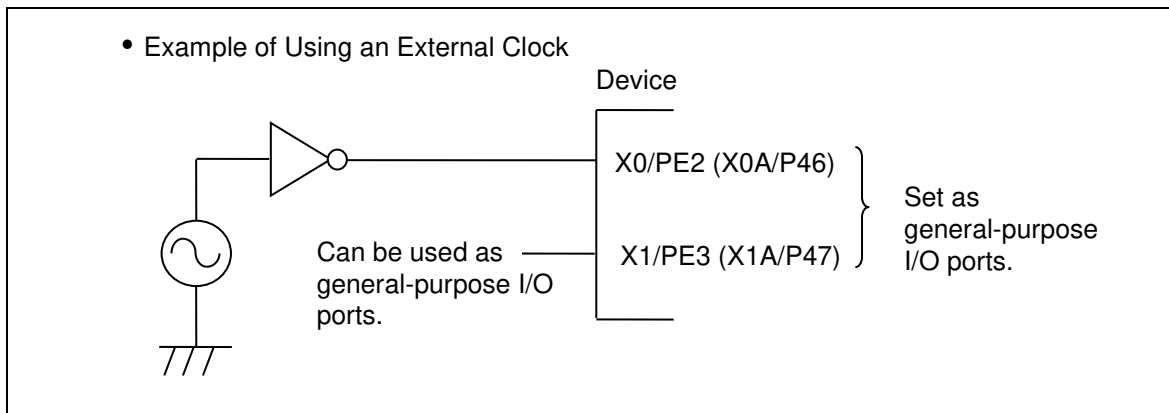 • Example of Using an External Clock
Device
X0/PE2 (X0A/P46)
X1/PE3 (X1A/P47)
Can be used as
general-purpose I/O
ports.
Set as
general-purpose
I/O ports.